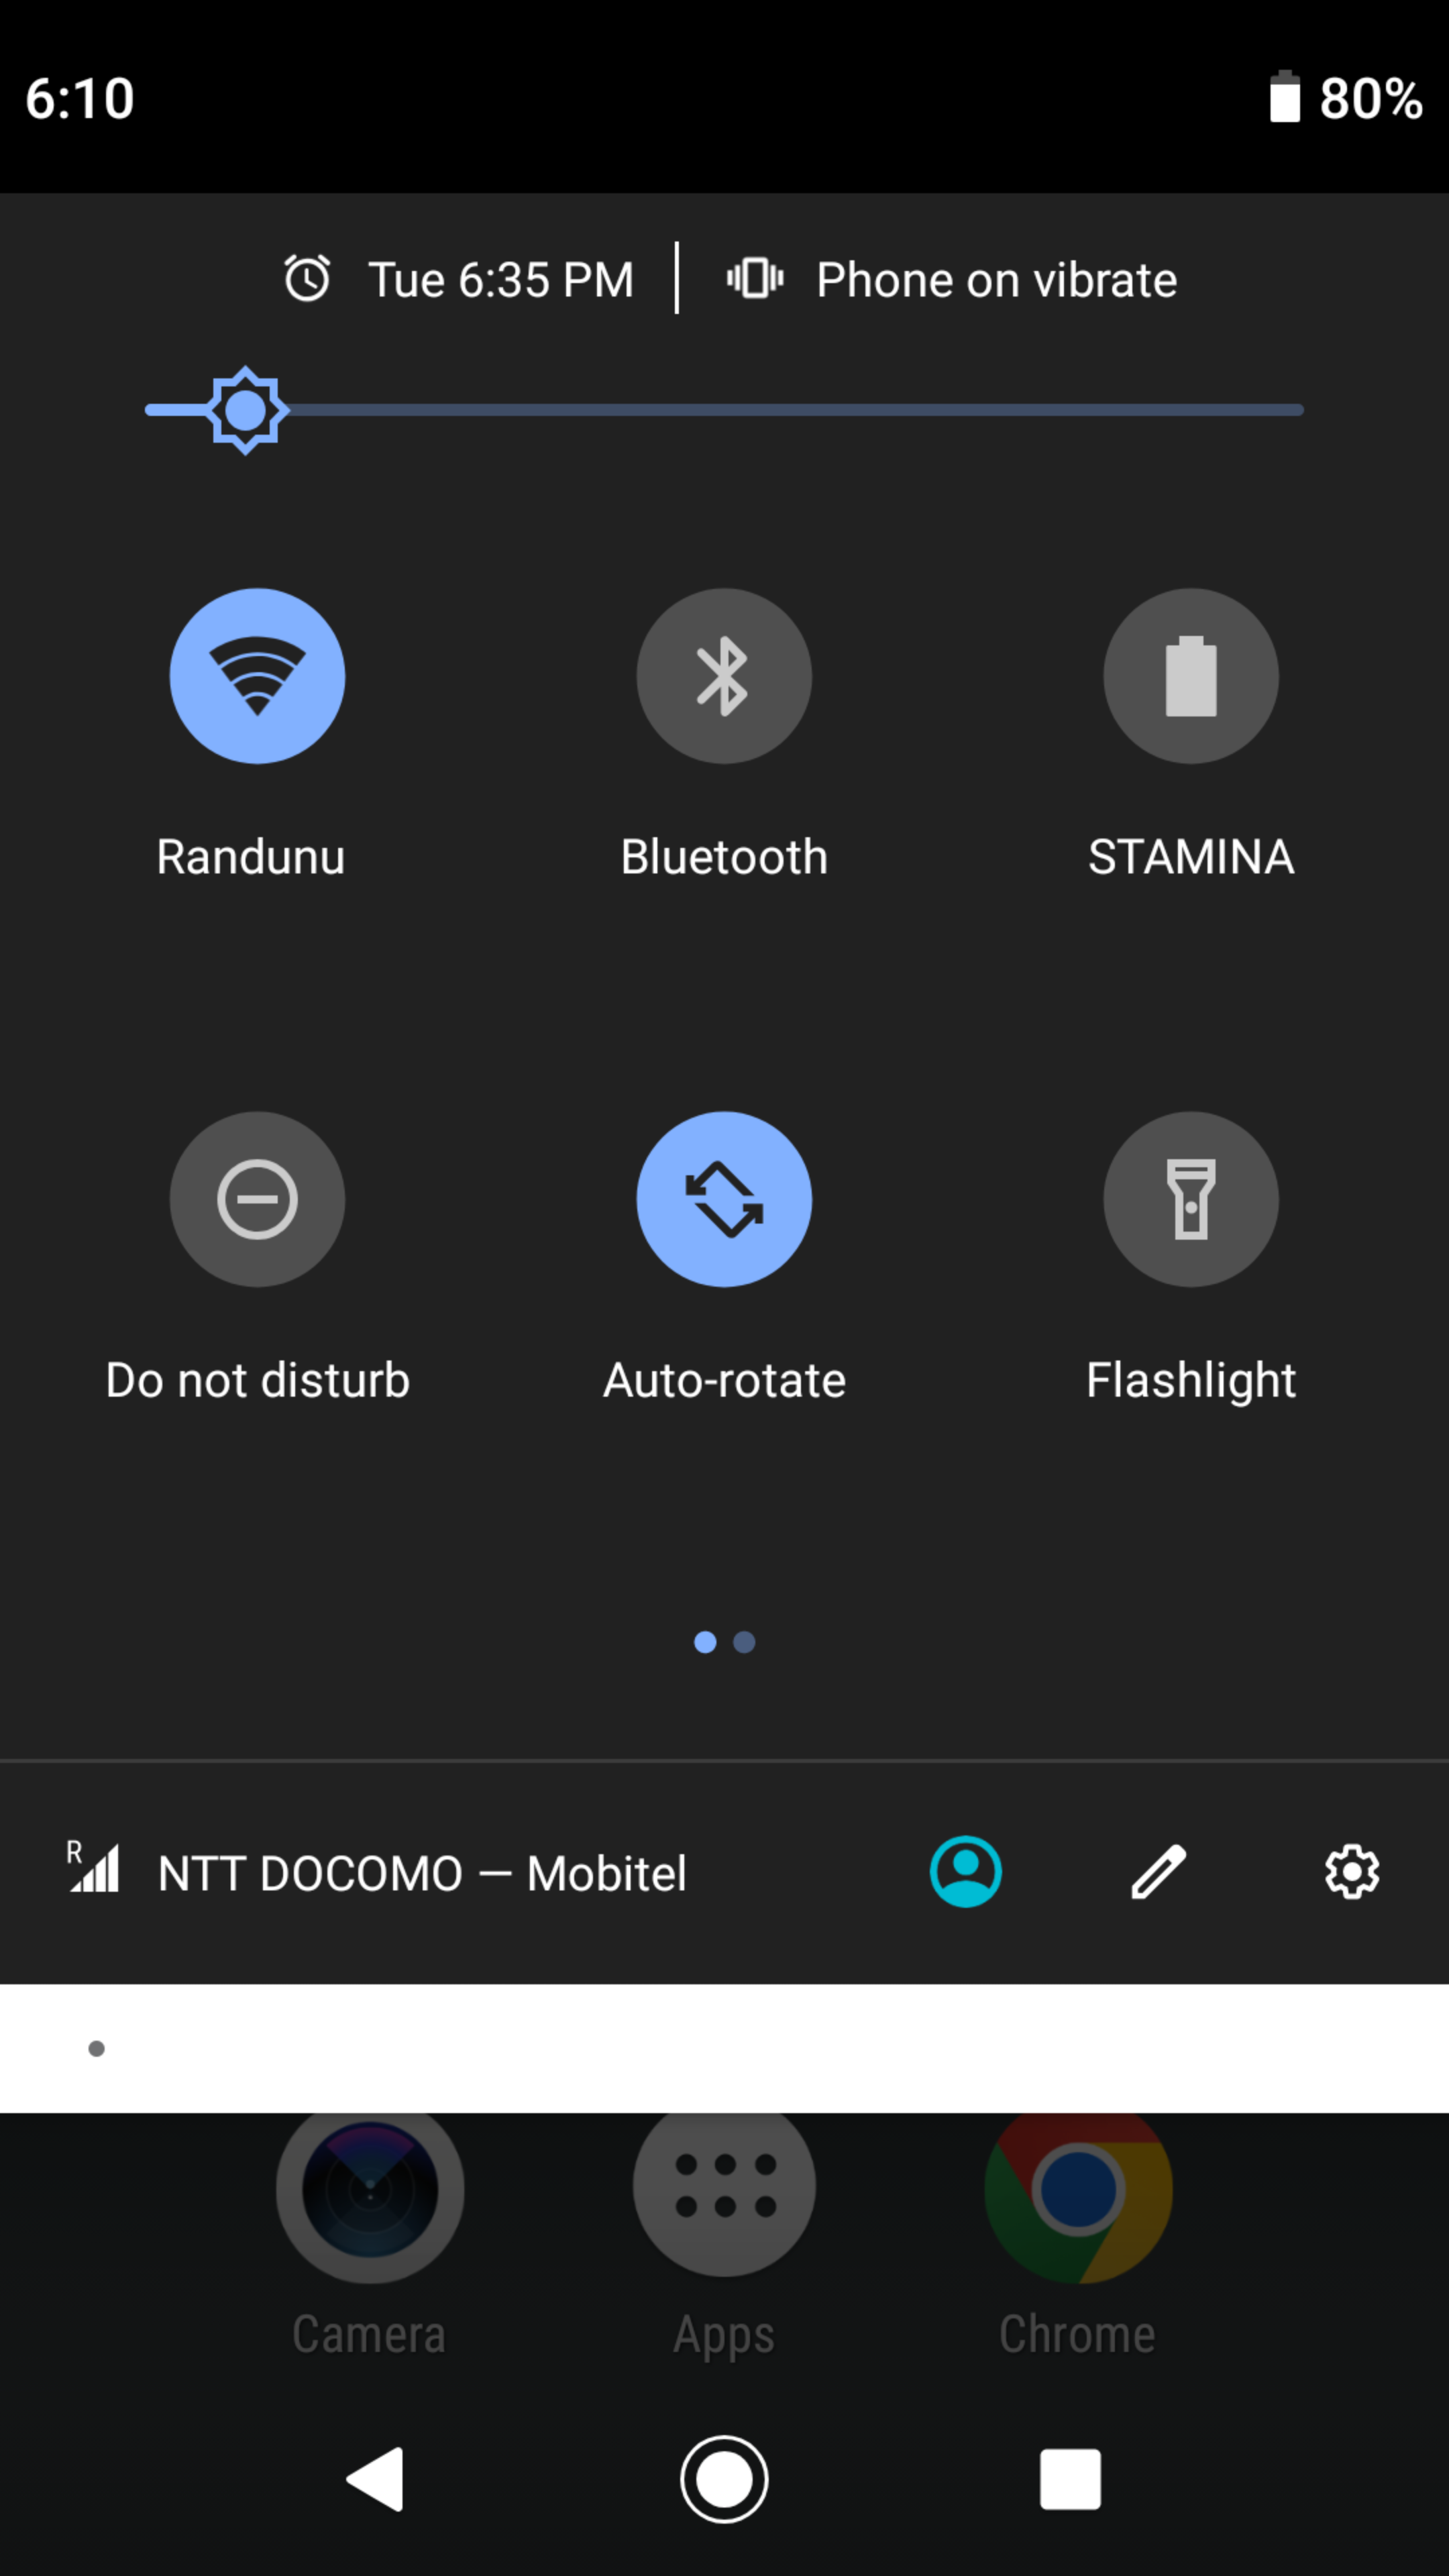 6:10 80%
Tue 6:35 PM Phone on vibrate
Randunu Bluetooth STAMINA
Do not disturb Auto-rotate Flashlight
R NTT DOCOMO — Mobitel
Camera Apps Chrome